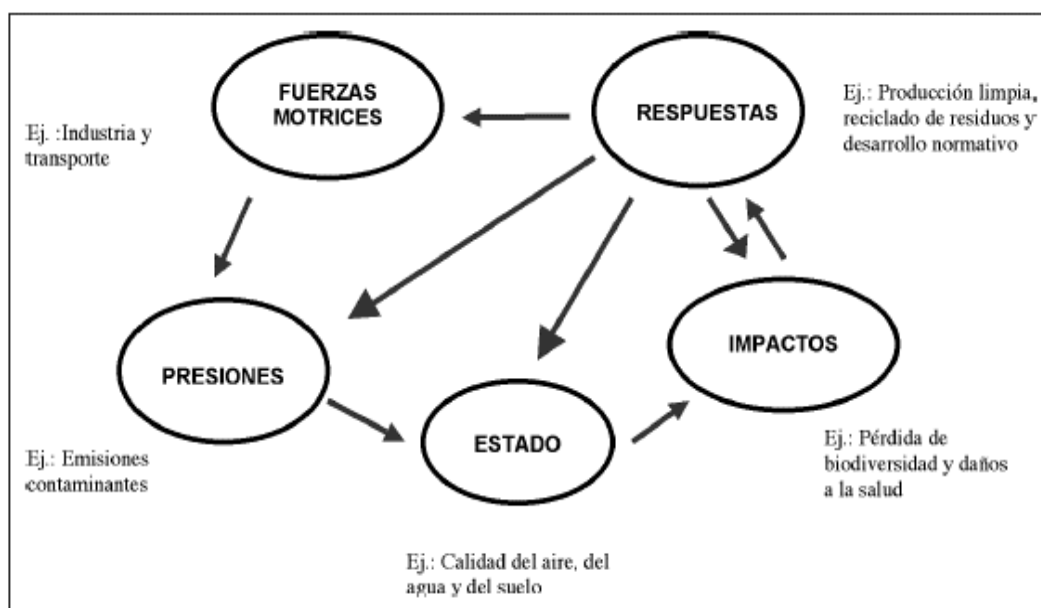 FUERZAS
MOTRICES
RESPUESTAS
Ej.: Producción limpia,
reciclado de residuos y
desarrollo normativo
Ej. :Industria y
transporte
PRESIONES
IMPACTOS
ESTADO
Ej.: Emisiones
contaminantes
Ej.: Pérdida de
biodiversidad y daños
a la salud
Ej.: Calidad del aire, del
agua y del suelo